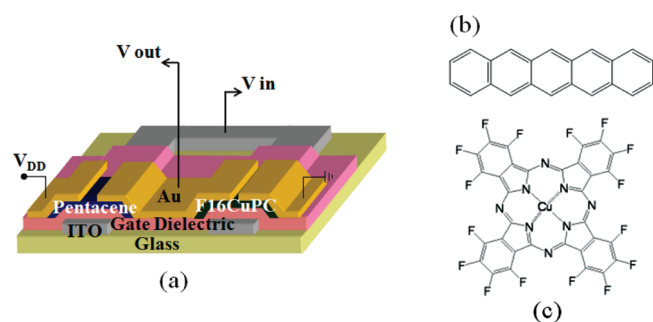 V out
V in
V_DD
Au
Pentacene
F16CuPC
ITO
Gate Dielectric
Glass
(a)
(b)
F F
F F
F F
N N
N N
Cu
N N
N N
F F
F F
F F
F F
F
(c)